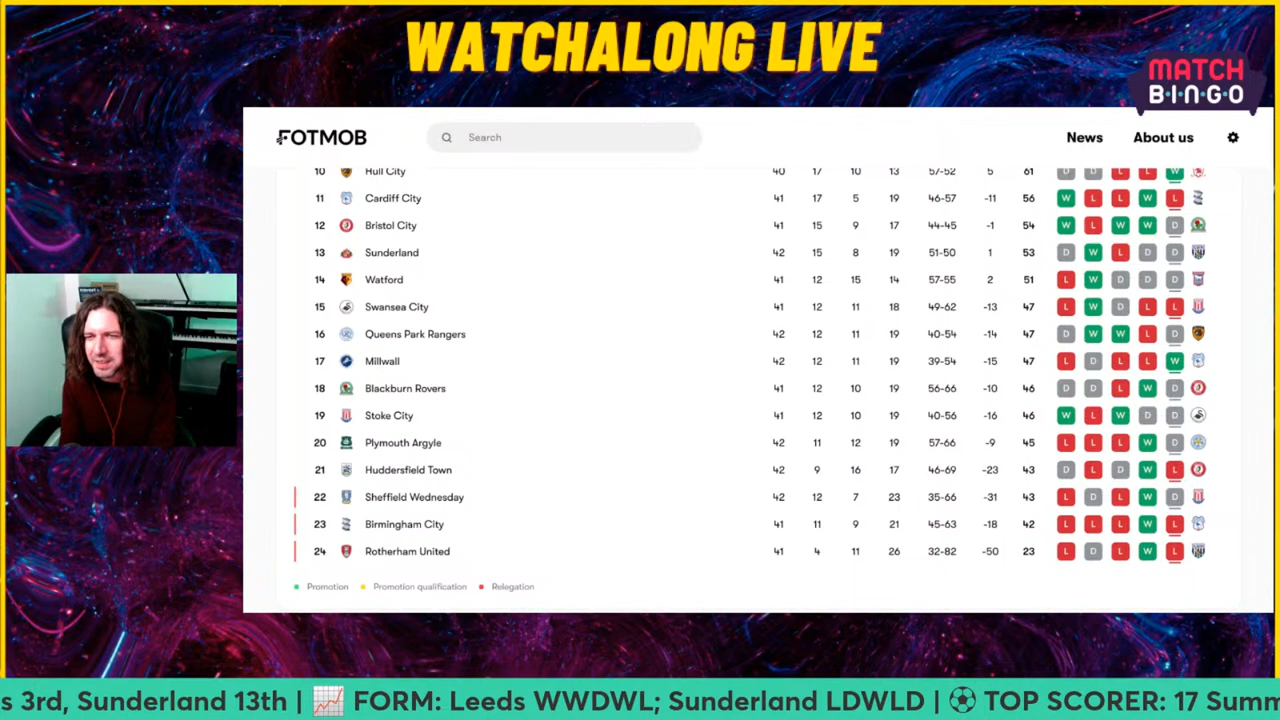 WATCHALONG LIVE
MATCH
B·I·N·G·O
FOTMOB
Search
News
About us
10 Hull City 40 17 10 13 57-52 5 61 D D L L W
11 Cardiff City 41 17 5 19 46-57 -11 56 W L L W L
12 Bristol City 41 15 9 17 44-45 -1 54 W L W W D
13 Sunderland 42 15 8 19 51-50 1 53 D W L D D
14 Watford 41 12 15 14 57-55 2 51 L W D D D
15 Swansea City 41 12 11 18 49-62 -13 47 L W D L L
16 Queens Park Rangers 42 12 11 19 40-54 -14 47 D W W L D
17 Millwall 42 12 11 19 39-54 -15 47 L D L L W
18 Blackburn Rovers 41 12 10 19 56-66 -10 46 D D L W D
19 Stoke City 41 12 10 19 40-56 -16 46 W L W D D
20 Plymouth Argyle 42 11 12 19 57-66 -9 45 L L L W D
21 Huddersfield Town 42 9 16 17 46-69 -23 43 D L D W L
22 Sheffield Wednesday 42 12 7 23 35-66 -31 43 L D L W D
23 Birmingham City 41 11 9 21 45-63 -18 42 L L L W L
24 Rotherham United 41 4 11 26 32-82 -50 23 L D L W L
Promotion Promotion qualification Relegation
s 3rd, Sunderland 13th | FORM: Leeds WWDWL; Sunderland LDWLD | TOP SCORER: 17 Summ